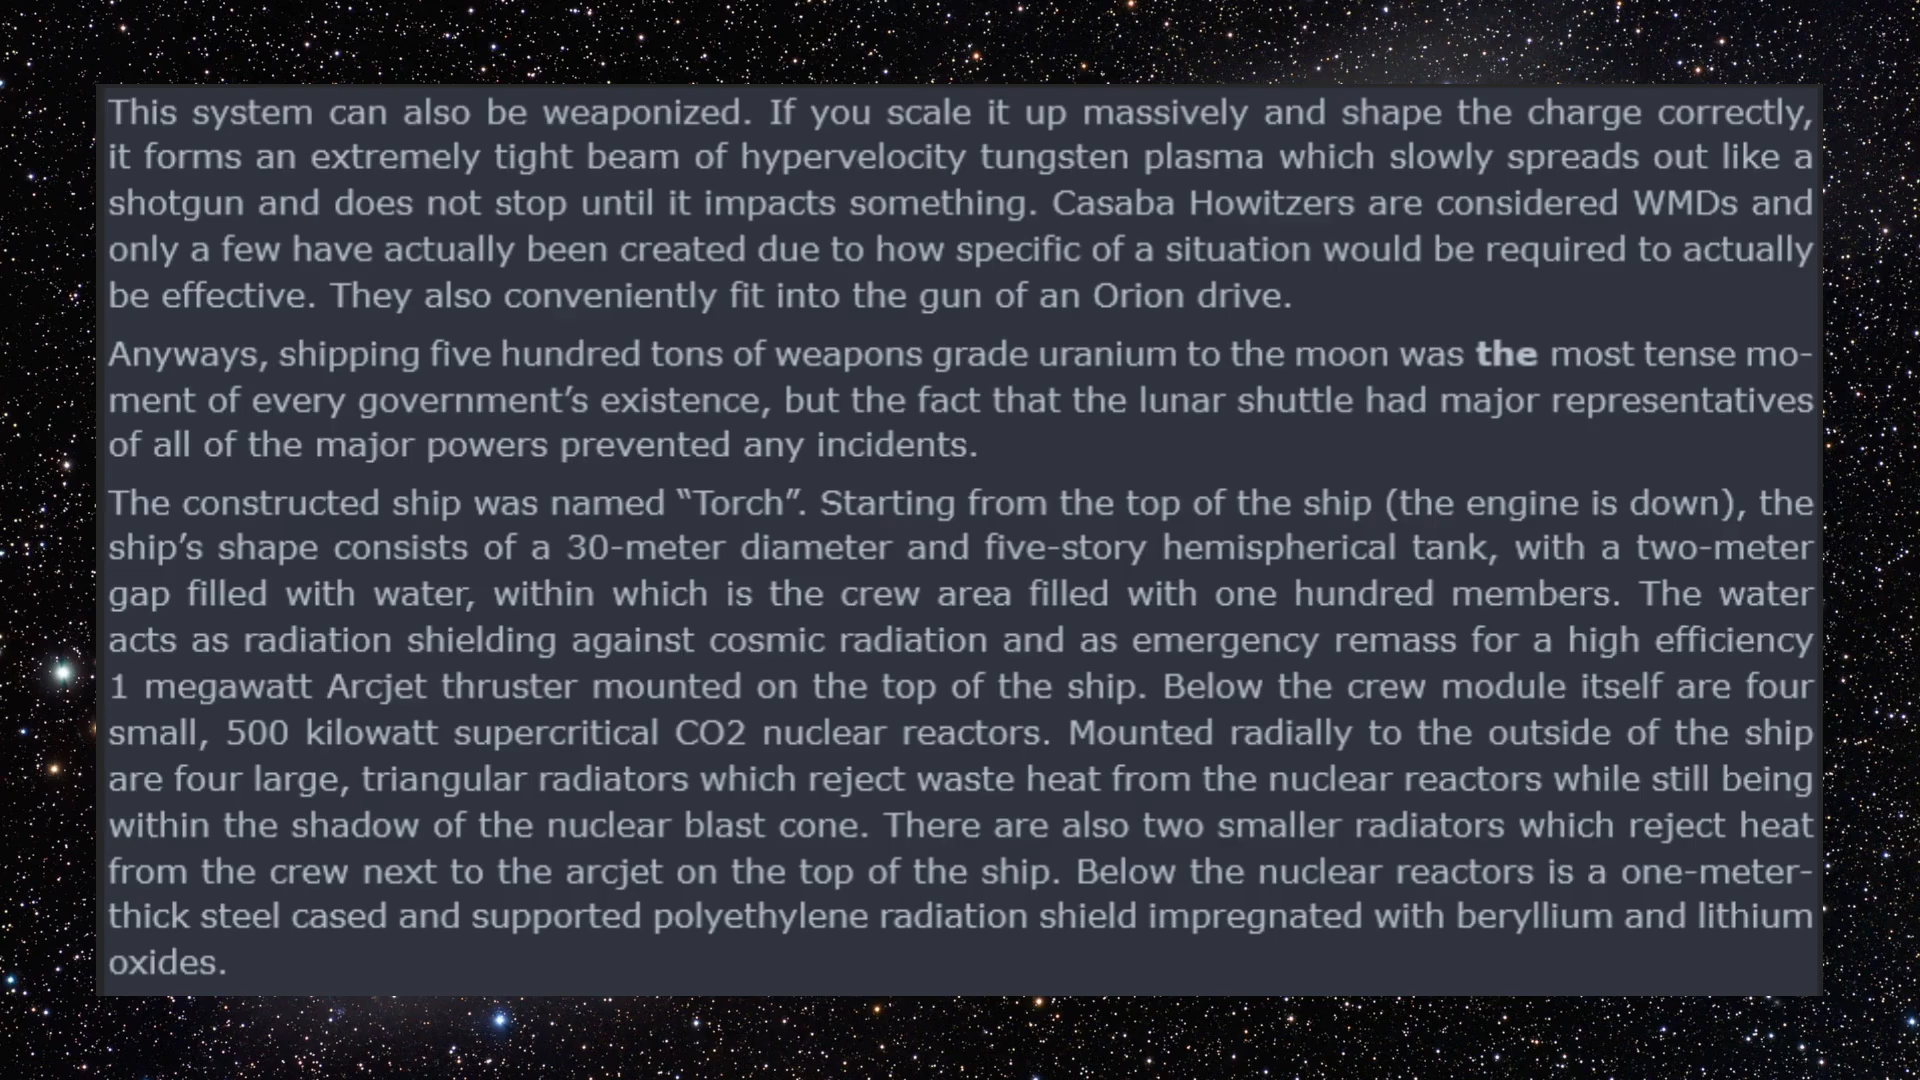 This system can also be weaponized. If you scale it up massively and shape the charge correctly,
it forms an extremely tight beam of hypervelocity tungsten plasma which slowly spreads out like a
shotgun and does not stop until it impacts something. Casaba Howitzers are considered WMDs and
only a few have actually been created due to how specific of a situation would be required to actually
be effective. They also conveniently fit into the gun of an Orion drive.
Anyways, shipping five hundred tons of weapons grade uranium to the moon was the most tense mo-
ment of every government’s existence, but the fact that the lunar shuttle had major representatives
of all of the major powers prevented any incidents.
The constructed ship was named “Torch”. Starting from the top of the ship (the engine is down), the
ship’s shape consists of a 30-meter diameter and five-story hemispherical tank, with a two-meter
gap filled with water, within which is the crew area filled with one hundred members. The water
acts as radiation shielding against cosmic radiation and as emergency remass for a high efficiency
1 megawatt Arcjet thruster mounted on the top of the ship. Below the crew module itself are four
small, 500 kilowatt supercritical CO2 nuclear reactors. Mounted radially to the outside of the ship
are four large, triangular radiators which reject waste heat from the nuclear reactors while still being
within the shadow of the nuclear blast cone. There are also two smaller radiators which reject heat
from the crew next to the arcjet on the top of the ship. Below the nuclear reactors is a one-meter-
thick steel cased and supported polyethylene radiation shield impregnated with beryllium and lithium
oxides.